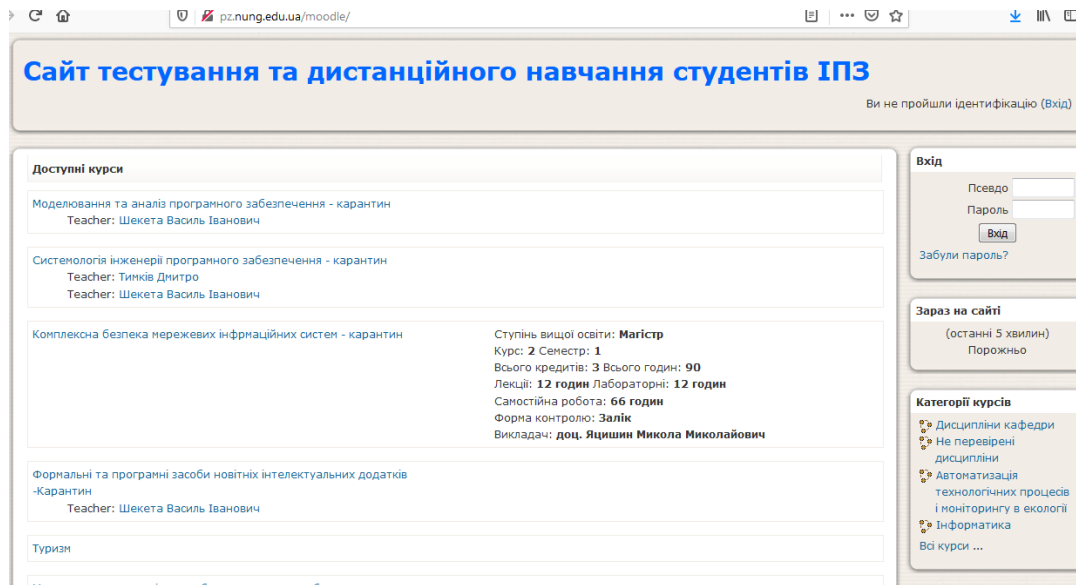 pz.nung.edu.ua/moodle/
Сайт тестування та дистанційного навчання студентів ІПЗ
Ви не пройшли ідентифікацію (Вхід)
Доступні курси
Моделювання та аналіз програмного забезпечення - карантин
Teacher: Шекета Василь Іванович
Системологія інженерії програмного забезпечення - карантин
Teacher: Тимків Дмитро
Teacher: Шекета Василь Іванович
Комплексна безпека мережевих інфрмаційних систем - карантин
Ступінь вищої освіти: Магістр
Курс: 2 Семестр: 1
Всього кредитів: 3 Всього годин: 90
Лекції: 12 годин Лабораторні: 12 годин
Самостійна робота: 66 годин
Форма контролю: Залік
Викладач: доц. Яцишин Микола Миколайович
Формальні та програмні засоби новітніх інтелектуальних додатків
-Карантин
Teacher: Шекета Василь Іванович
Туризм
Вхід
Псевдо
Пароль
Вхід
Забули пароль?
Зараз на сайті
(останні 5 хвилин)
Порожньо
Категорії курсів
Дисципліни кафедри
Не перевірені
дисципліни
Автоматизація
технологічних процесів
і моніторингу в екології
Інформатика
Всі курси ...